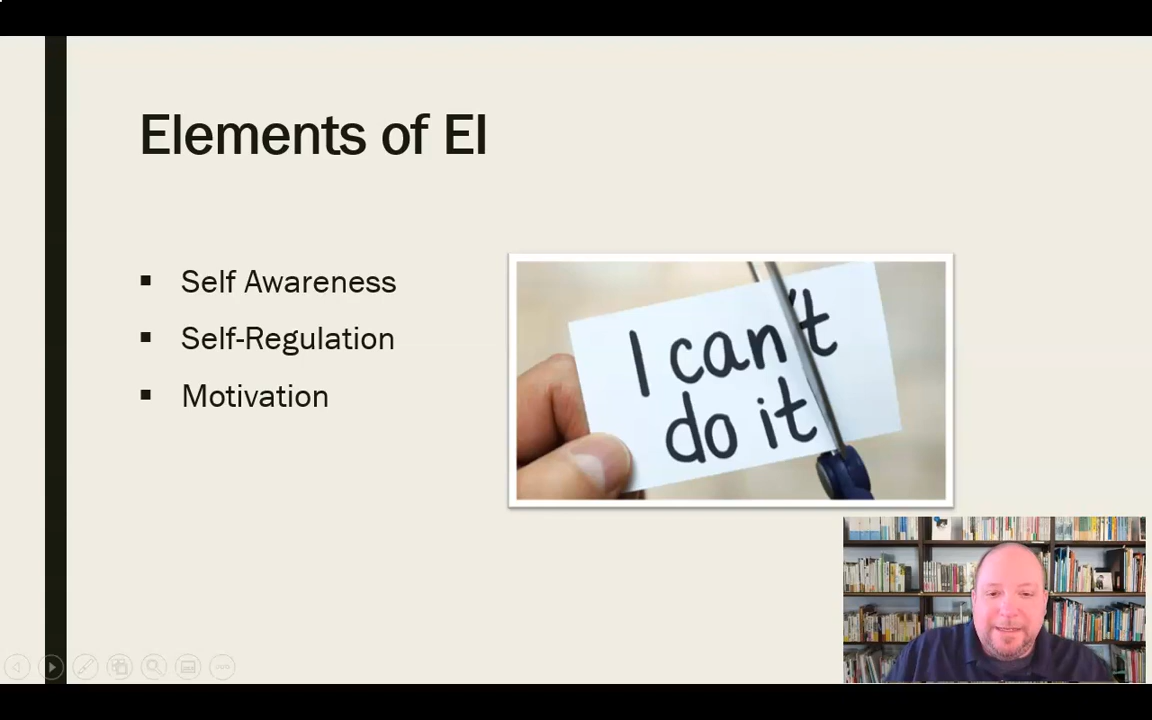 Elements of EI
Self Awareness
Self-Regulation
Motivation
I can't
do it